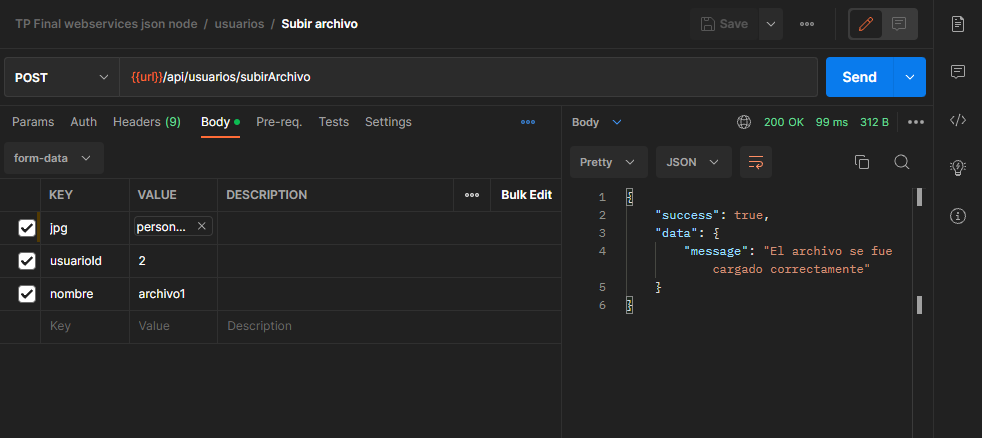 TP Final webservices json node / usuarios / Subir archivo
Save
POST
{{url}}/api/usuarios/subirArchivo
Send
Params Auth Headers (9) Body Pre-req. Tests Settings
form-data
KEY VALUE DESCRIPTION Bulk Edit
jpg person...
usuarioId 2
nombre archivo1
Key Value Description
Body 200 OK 99 ms 312 B
Pretty JSON
1 {
2 "success": true,
3 "data": {
4 "message": "El archivo se fue
cargado correctamente"
5 }
6 }